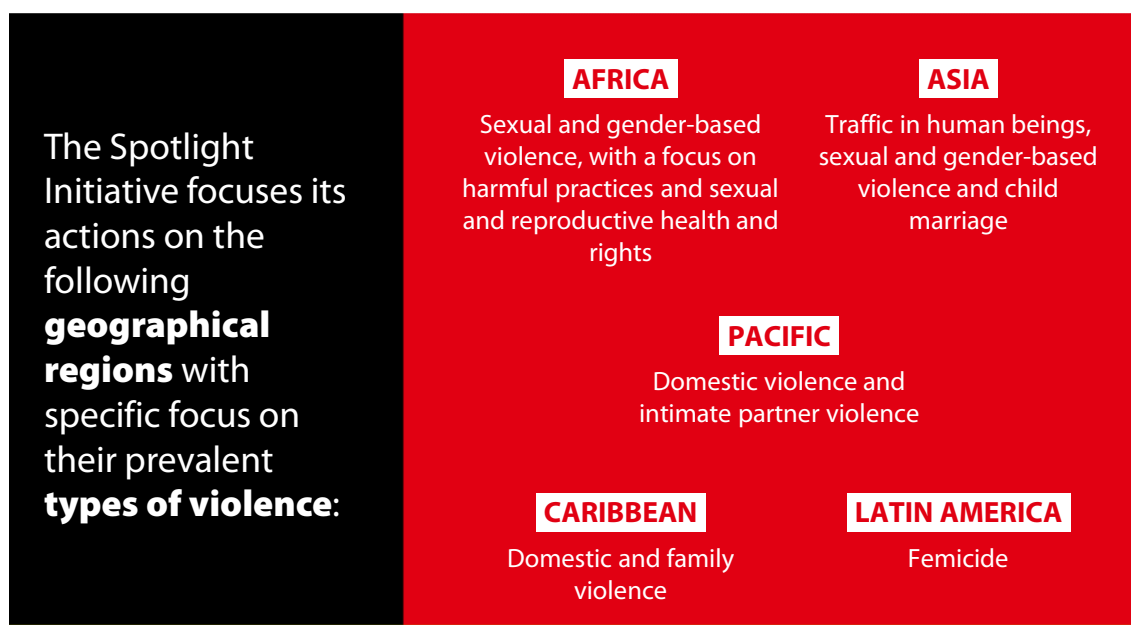 The Spotlight
Initiative focuses its
actions on the
following
geographical
regions with
specific focus on
their prevalent
types of violence:
AFRICA
Sexual and gender-based
violence, with a focus on
harmful practices and sexual
and reproductive health and
rights
ASIA
Traffic in human beings,
sexual and gender-based
violence and child
marriage
PACIFIC
Domestic violence and
intimate partner violence
CARIBBEAN
Domestic and family
violence
LATIN AMERICA
Femicide